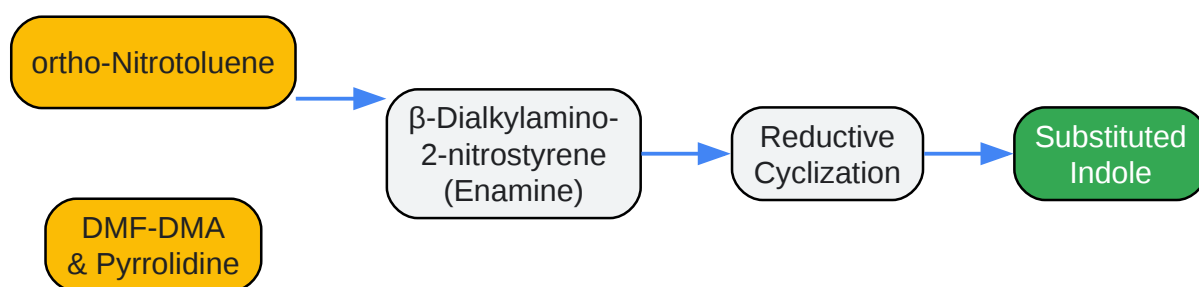 ortho-Nitrotoluene
DMF-DMA
& Pyrrolidine
β-Dialkylamino-
2-nitrostyrene
(Enamine)
Reductive
Cyclization
Substituted
Indole